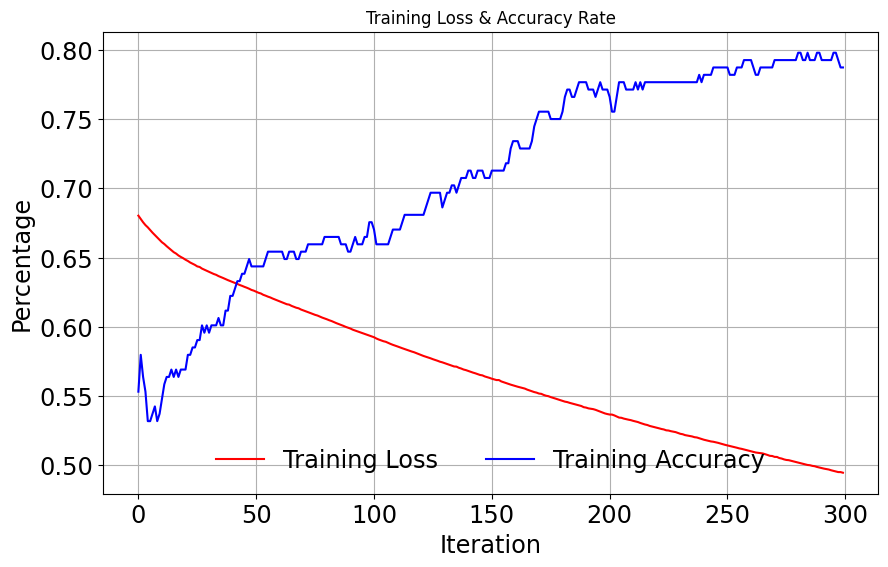 Training Loss & Accuracy Rate
0.80
0.75
0.70
0.65
0.60
0.55
0.50
Percentage
Training Loss
Training Accuracy
0
50
100
150
200
250
300
Iteration